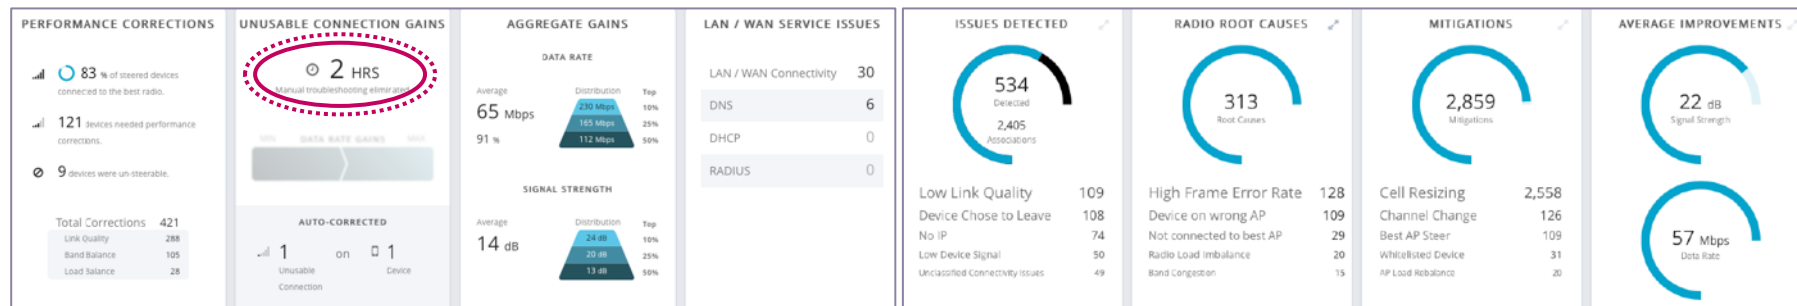 PERFORMANCE CORRECTIONS
83 % of steered devices
connected to the best radio.
121 devices needed performance
corrections.
9 devices were un-steerable.
Total Corrections 421
Link Quality 288
Band Balance 105
Load Balance 28
UNUSABLE CONNECTION GAINS
2 HRS
Manual troubleshooting eliminated
DATA RATE GAINS
AUTO-CORRECTED
1 on 1
Unusable Device
Connection
AGGREGATE GAINS
DATA RATE
Average Distribution Top
65 Mbps 230 Mbps 10%
165 Mbps 25%
91 % 112 Mbps 50%
SIGNAL STRENGTH
Average Distribution Top
24 dB 10%
14 dB 20 dB 25%
13 dB 50%
LAN / WAN SERVICE ISSUES
LAN / WAN Connectivity 30
DNS 6
DHCP 0
RADIUS 0
ISSUES DETECTED
534
Detected
2,405
Associations
Low Link Quality 109
Device Chose to Leave 108
No IP 74
Low Device Signal 50
Unclassified Connectivity Issues 49
RADIO ROOT CAUSES
313
Root Causes
High Frame Error Rate 128
Device on wrong AP 109
Not connected to best AP 29
Radio Load Imbalance 20
Band Congestion 15
MITIGATIONS
2,859
Mitigations
Cell Resizing 2,558
Channel Change 126
Best AP Steer 109
Whitelisted Device 31
AP Load Rebalance 20
AVERAGE IMPROVEMENTS
22 dB
Signal Strength
57 Mbps
Data Rate